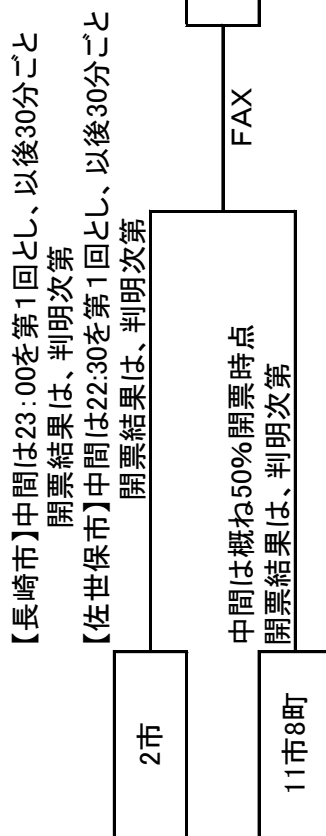 【長崎市】中間は23:00を第1回とし、以後30分ごと
開票結果は、判明次第
【佐世保市】中間は22:30を第1回とし、以後30分ごと
開票結果は、判明次第
2市
FAX
中間は概ね50%開票時点
開票結果は、判明次第
11市8町